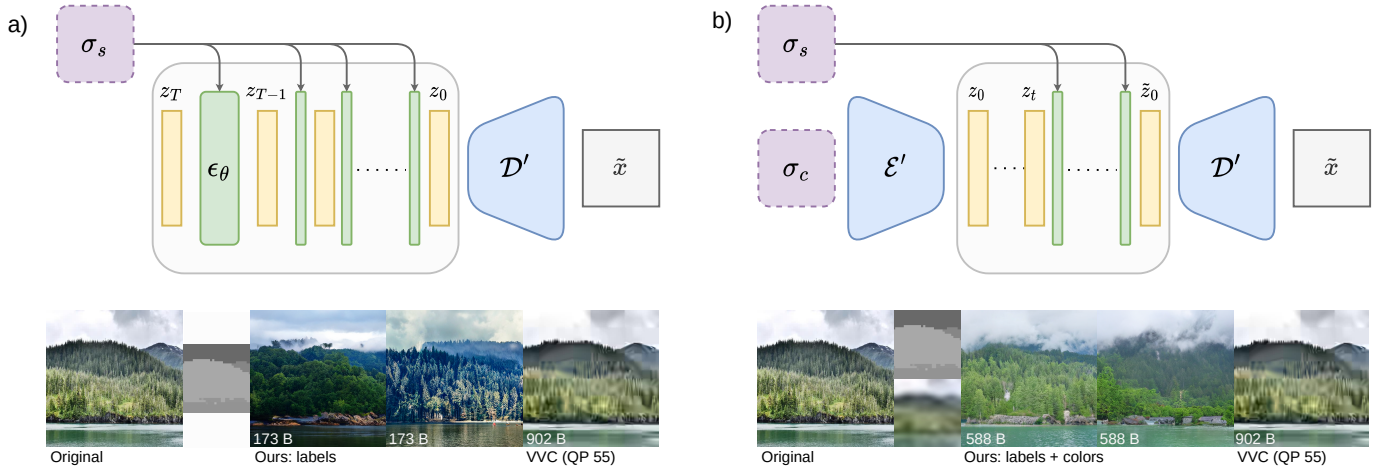 a)
σ_s
z_T
z_{T−1}
z_0
ϵ_θ
𝒟′
x̃
173 B
173 B
902 B
Original
Ours: labels
VVC (QP 55)
b)
σ_s
z_0
z_t
z̃_0
σ_c
ℰ′
𝒟′
x̃
588 B
588 B
902 B
Original
Ours: labels + colors
VVC (QP 55)